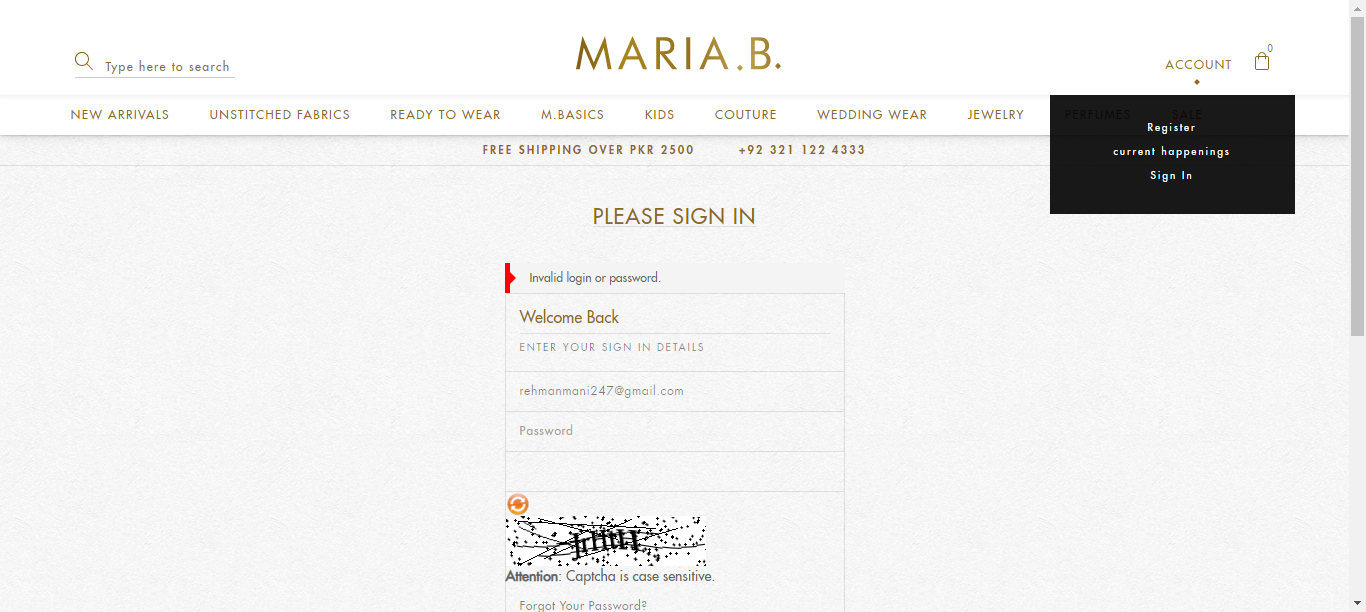 Type here to search
MARIA.B.
ACCOUNT
0
NEW ARRIVALS UNSTITCHED FABRICS READY TO WEAR M.BASICS KIDS COUTURE WEDDING WEAR JEWELRY PERFUMES SALE
Register
current happenings
Sign In
FREE SHIPPING OVER PKR 2500 +92 321 122 4333
PLEASE SIGN IN
Invalid login or password.
Welcome Back
ENTER YOUR SIGN IN DETAILS
rehmanmani247@gmail.com
Password
Attention: Captcha is case sensitive.
Forgot Your Password?